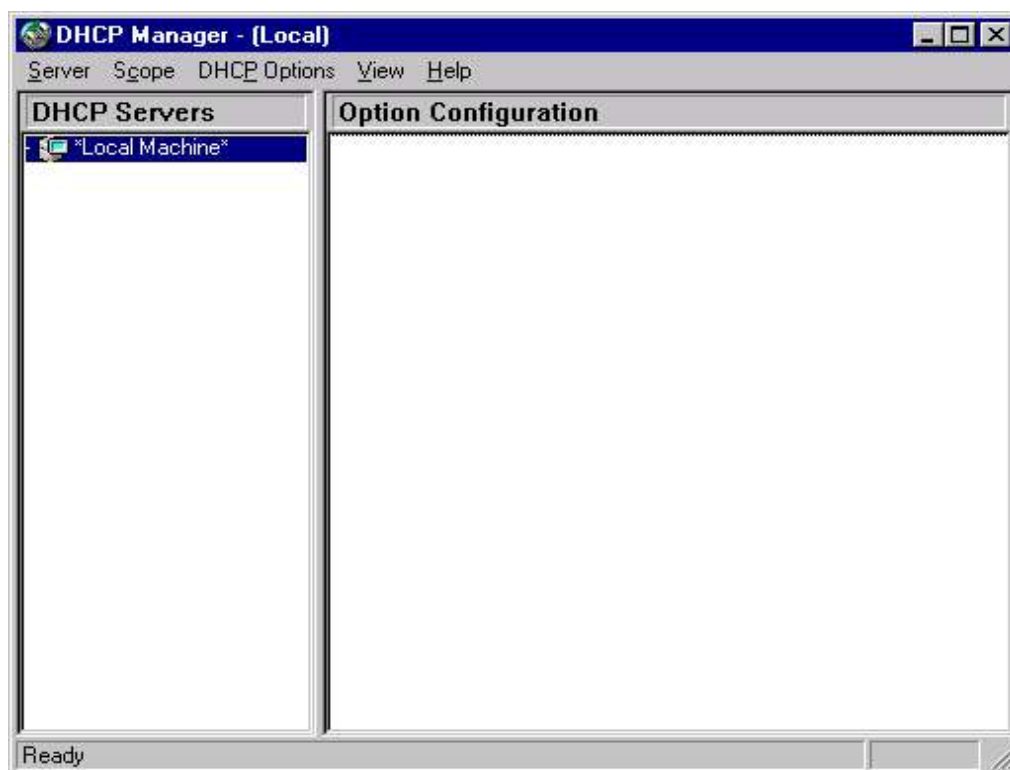 DHCP Manager - (Local)
Server Scope DHCP Options View Help
DHCP Servers
Option Configuration
*Local Machine*
Ready